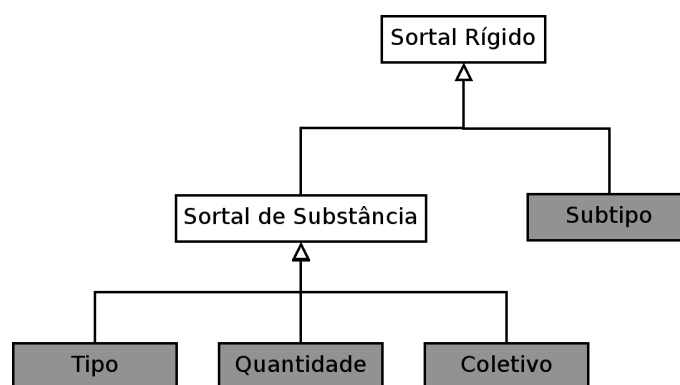 Sortal Rígido
Sortal de Substância
Subtipo
Tipo
Quantidade
Coletivo